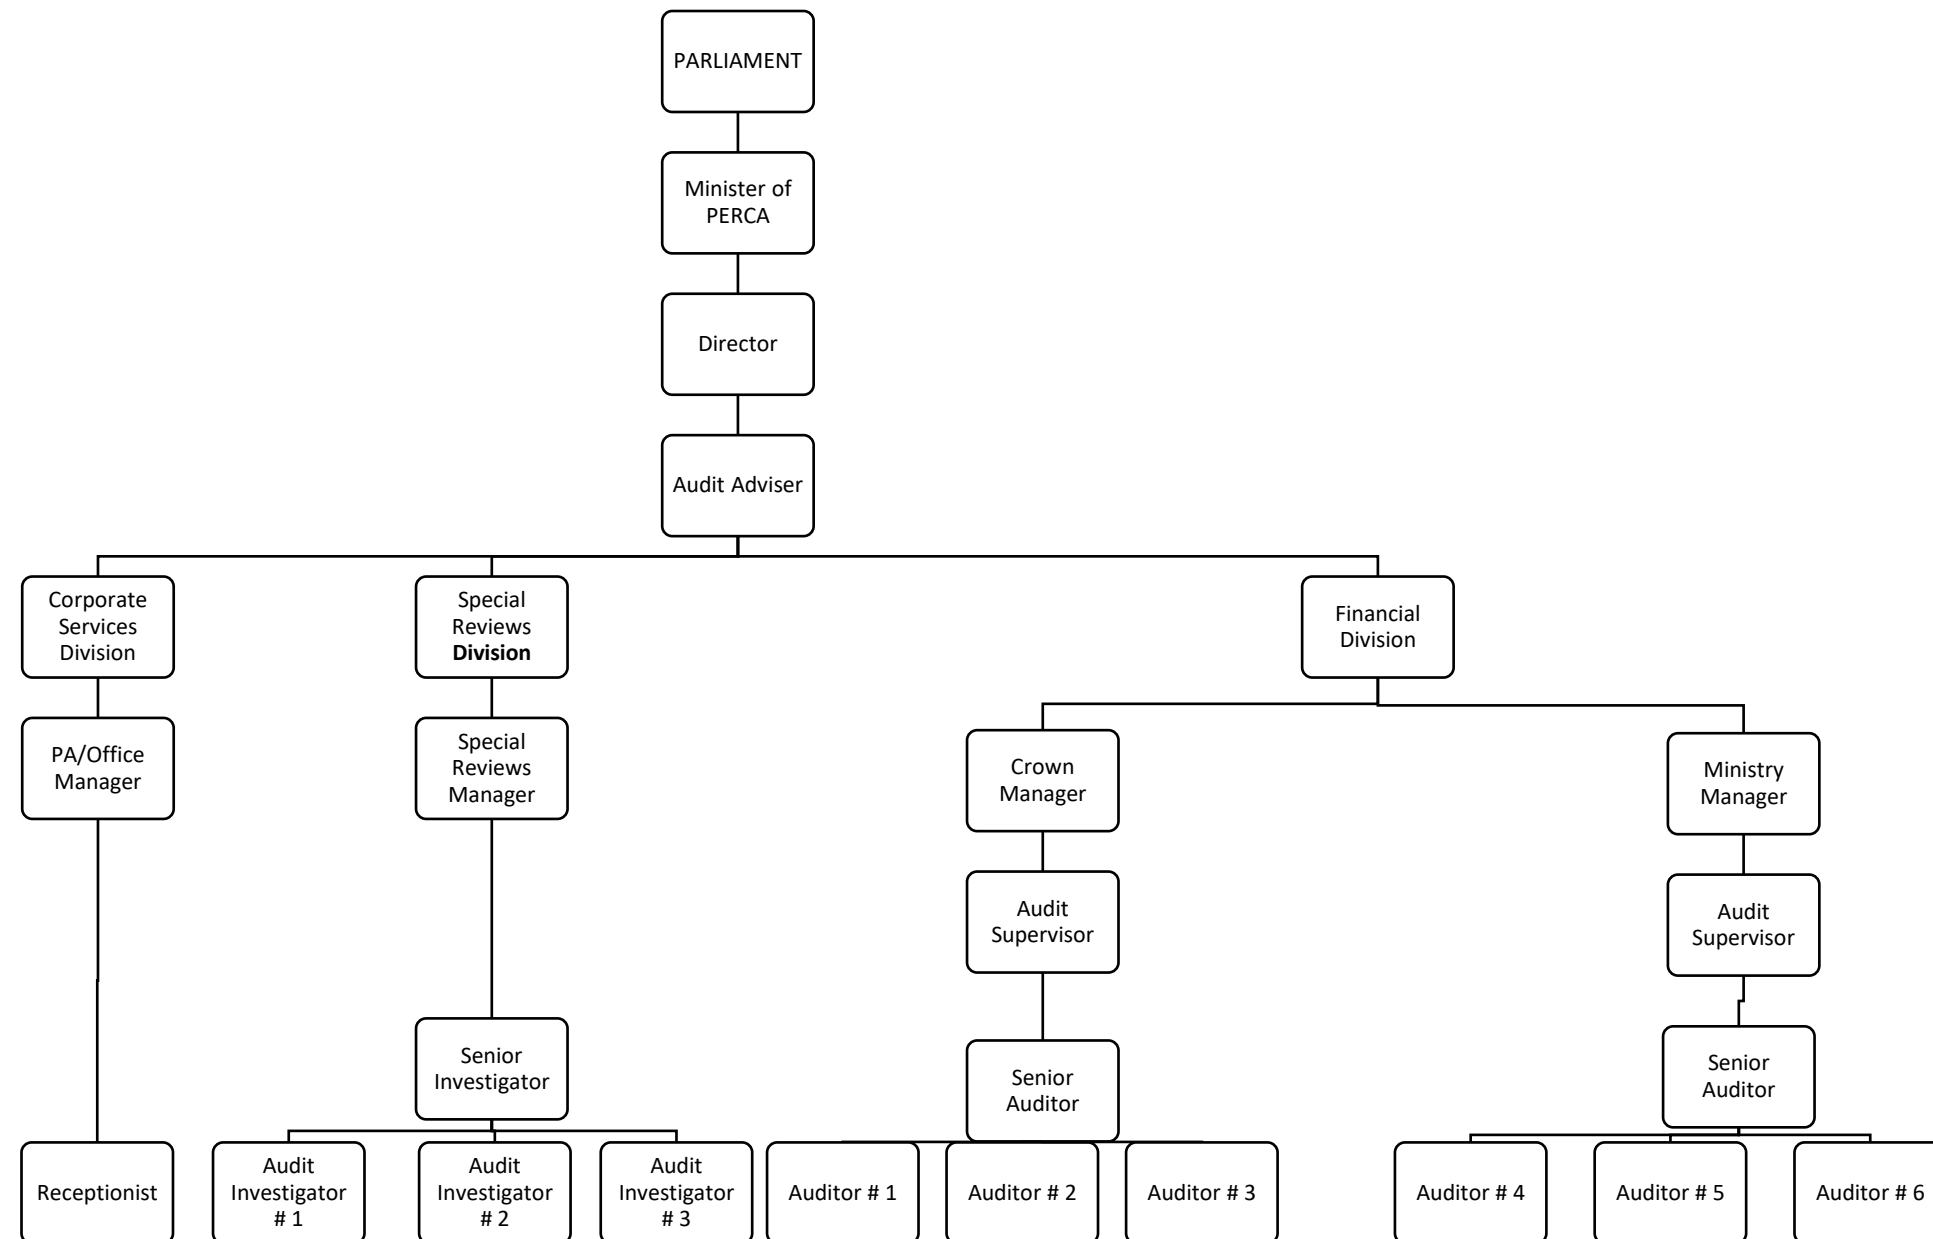 PARLIAMENT
Minister of
PERCA
Director
Audit Adviser
Corporate
Services
Division
Special
Reviews
Division
Financial
Division
PA/Office
Manager
Special
Reviews
Manager
Crown
Manager
Ministry
Manager
Audit
Supervisor
Audit
Supervisor
Senior
Investigator
Senior
Auditor
Senior
Auditor
Receptionist
Audit
Investigator
# 1
Audit
Investigator
# 2
Audit
Investigator
# 3
Auditor # 1
Auditor # 2
Auditor # 3
Auditor # 4
Auditor # 5
Auditor # 6